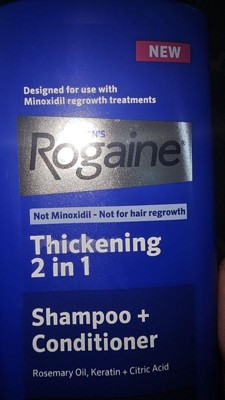 NEW
Designed for use with
Minoxidil regrowth treatments
EN'S
Rogaine®
Not Minoxidil - Not for hair regrowth
Thickening
2 in 1
Shampoo +
Conditioner
Rosemary Oil, Keratin + Citric Acid